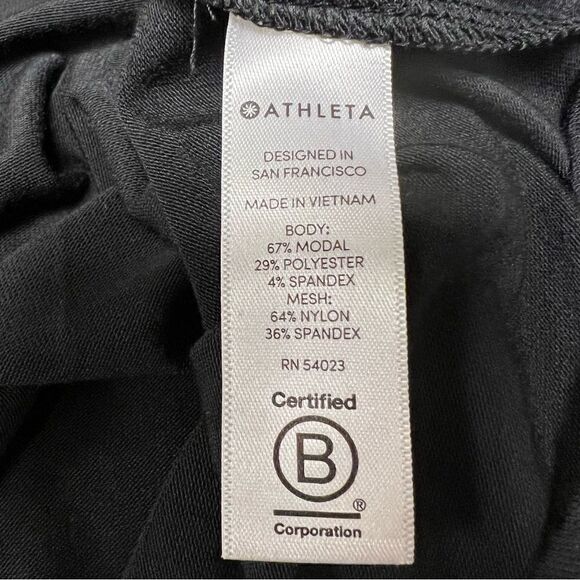 ATHLETA
DESIGNED IN
SAN FRANCISCO
MADE IN VIETNAM
BODY:
67% MODAL
29% POLYESTER
4% SPANDEX
MESH:
64% NYLON
36% SPANDEX
RN 54023
Certified
B
®
Corporation